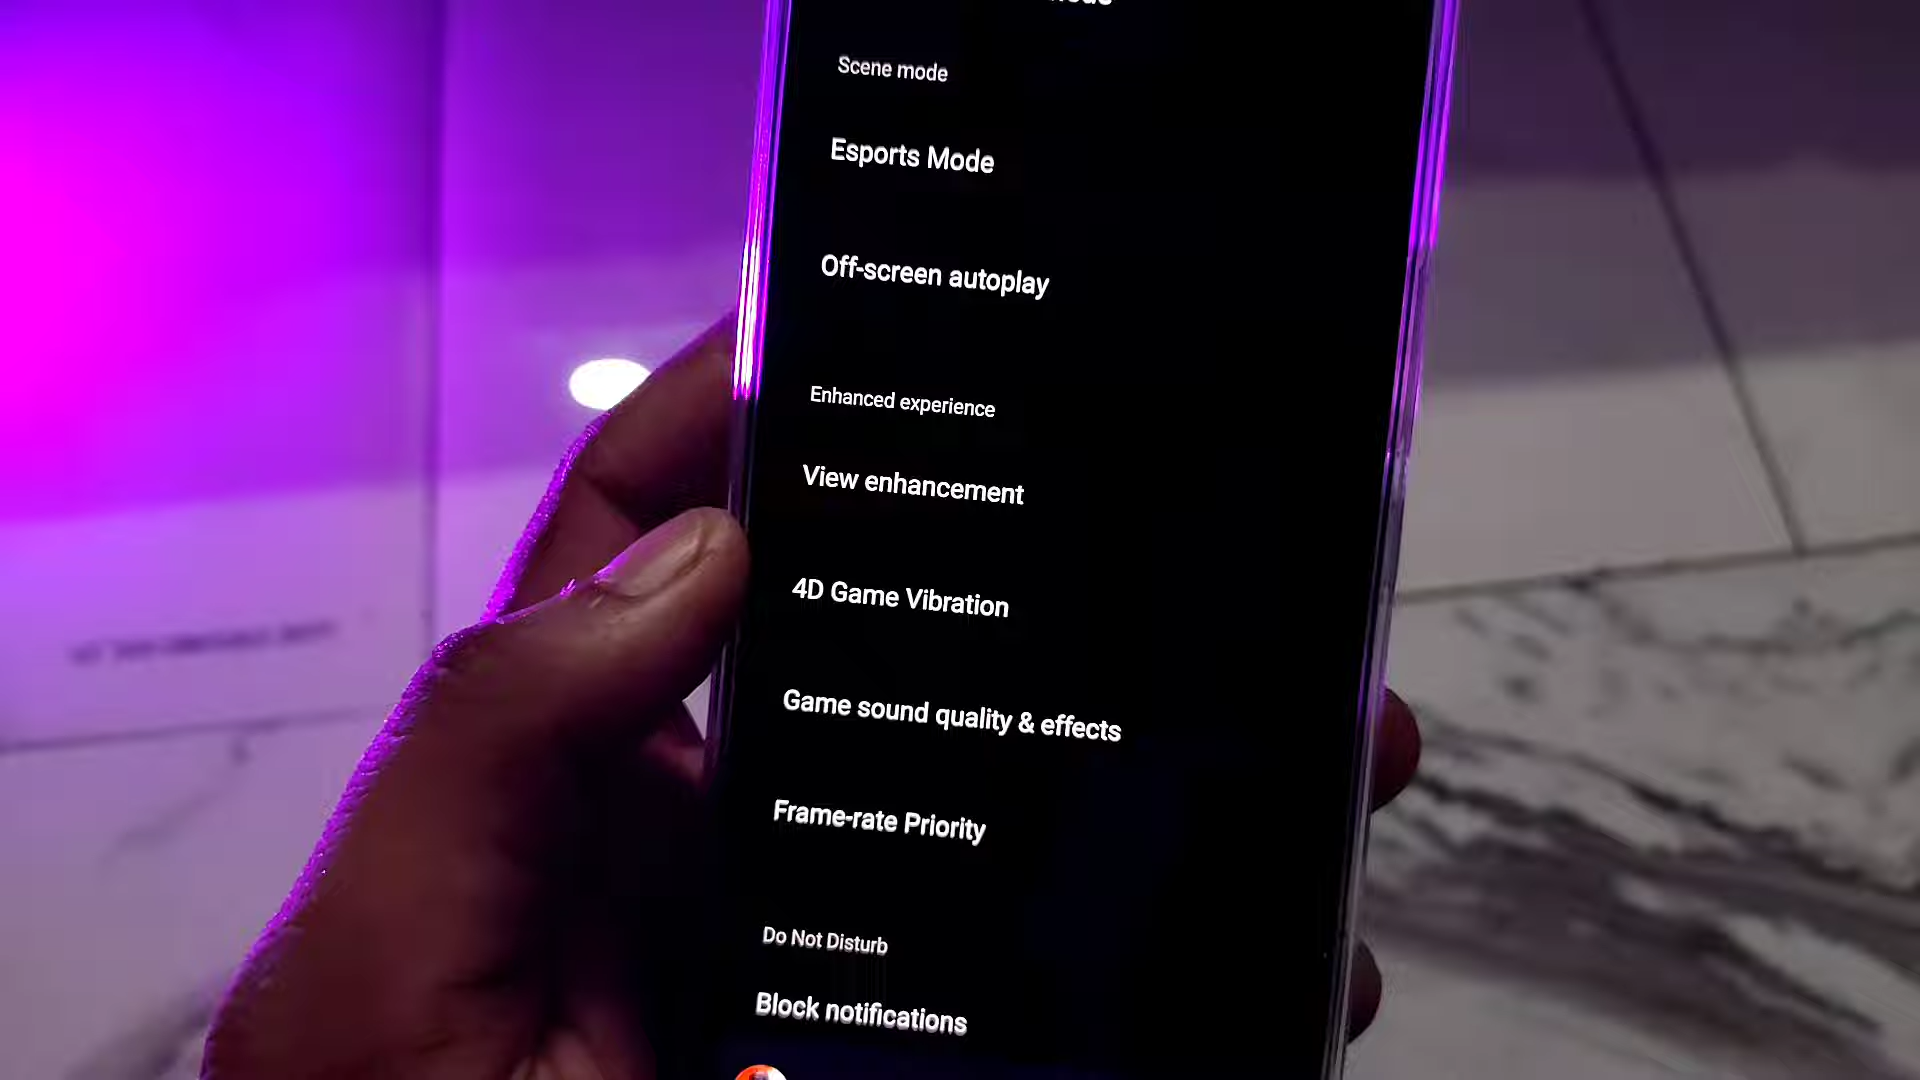 Scene mode
Esports Mode
Off-screen autoplay
Enhanced experience
View enhancement
4D Game Vibration
Game sound quality & effects
Frame-rate Priority
Do Not Disturb
Block notifications